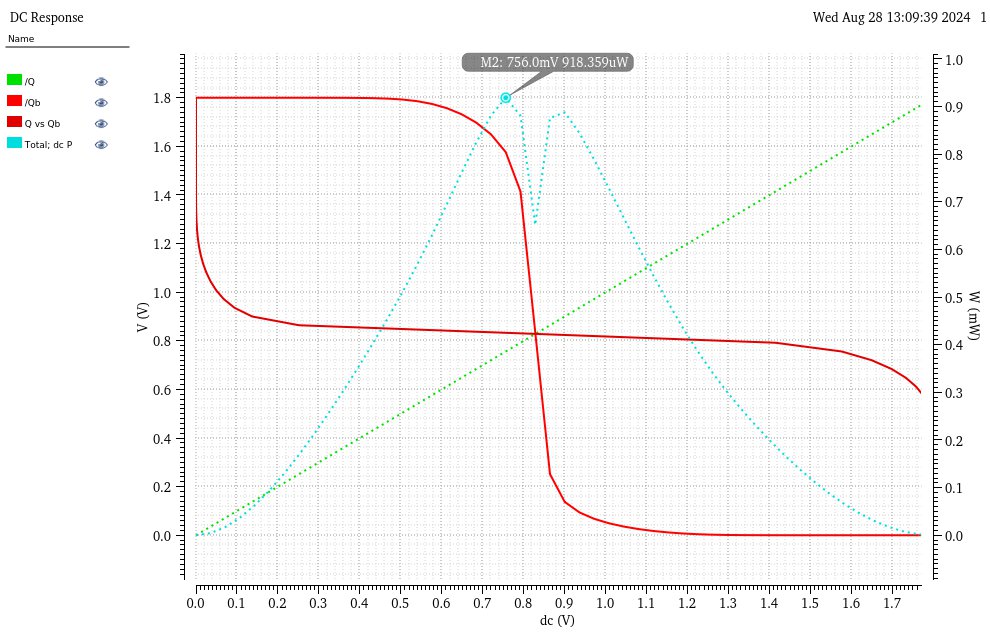 DC Response
Wed Aug 28 13:09:39 2024 1
Name
/Q
/Qb
Q vs Qb
Total; dc P
M2: 756.0mV 918.359uW
V (V)
1.8
1.6
1.4
1.2
1.0
0.8
0.6
0.4
0.2
0.0
1.0
0.9
0.8
0.7
0.6
0.5
0.4
0.3
0.2
0.1
0.0
W (mW)
0.0 0.1 0.2 0.3 0.4 0.5 0.6 0.7 0.8 0.9 1.0 1.1 1.2 1.3 1.4 1.5 1.6 1.7
dc (V)